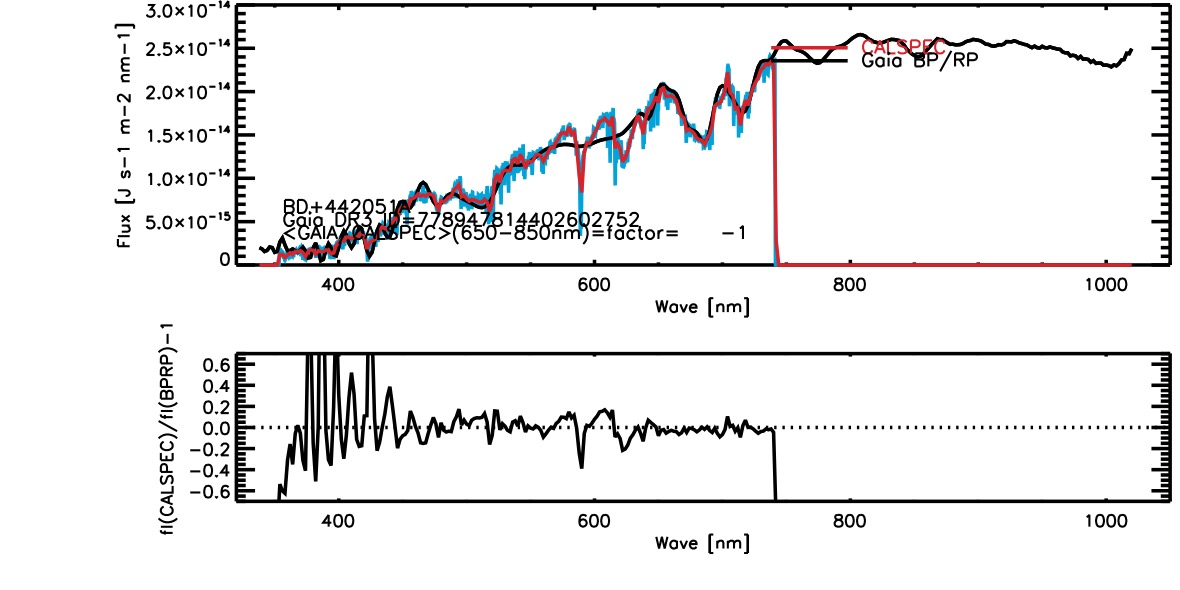 3.0×10⁻¹⁴
2.5×10⁻¹⁴
2.0×10⁻¹⁴
1.5×10⁻¹⁴
1.0×10⁻¹⁴
5.0×10⁻¹⁵
0
Flux [J s−1 m−2 nm−1]
CALSPEC
Gaia BP/RP
BD+442051A
Gaia DR3 ID=778947814402602752
<GAIA/CALSPEC>(650−850nm)=factor= −1
400 600 800 1000
Wave [nm]
fl(CALSPEC)/fl(BPRP)−1
0.6
0.4
0.2
0.0
−0.2
−0.4
−0.6
400 600 800 1000
Wave [nm]